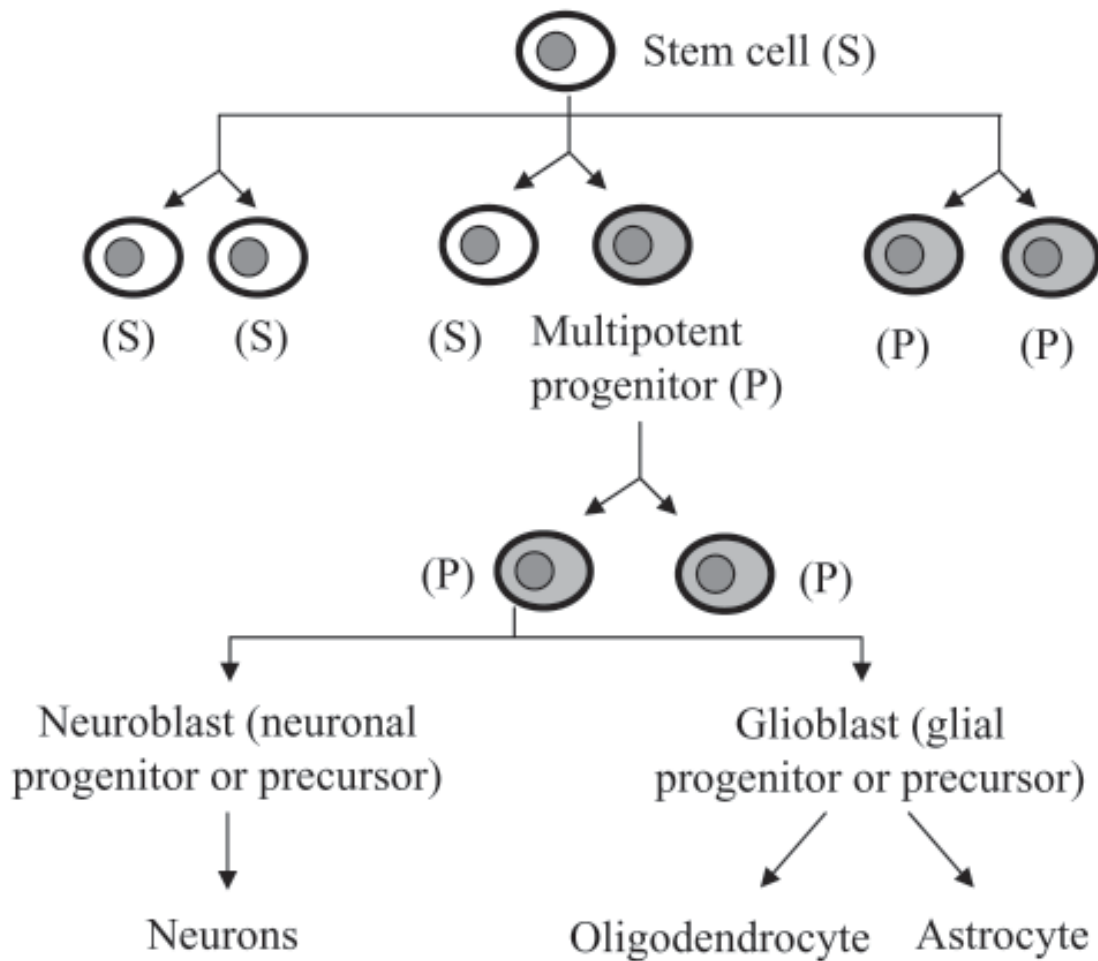 Stem cell (S)
(S)
(S)
(S)
Multipotent
progenitor (P)
(P)
(P)
(P)
(P)
Neuroblast (neuronal
progenitor or precursor)
Glioblast (glial
progenitor or precursor)
Neurons
Oligodendrocyte
Astrocyte